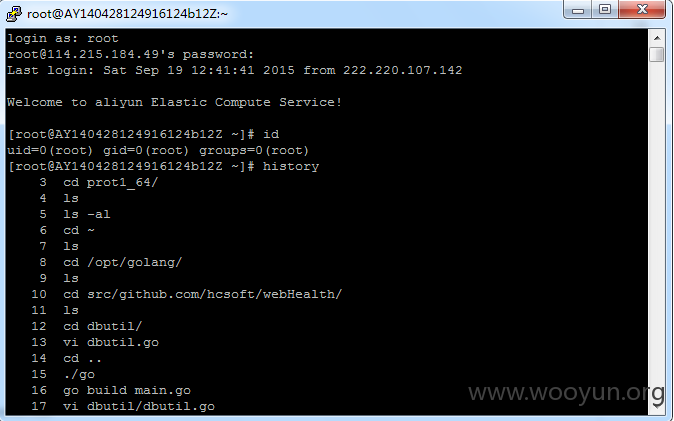 root@AY140428124916124b12Z:~
login as: root
root@114.215.184.49's password:
Last login: Sat Sep 19 12:41:41 2015 from 222.220.107.142
Welcome to aliyun Elastic Compute Service!
[root@AY140428124916124b12Z ~]# id
uid=0(root) gid=0(root) groups=0(root)
[root@AY140428124916124b12Z ~]# history
3 cd prot1_64/
4 ls
5 ls -al
6 cd ~
7 ls
8 cd /opt/golang/
9 ls
10 cd src/github.com/hcsoft/webHealth/
11 ls
12 cd dbutil/
13 vi dbutil.go
14 cd ..
15 ./go
16 go build main.go
17 vi dbutil/dbutil.go
www.wooyun.org